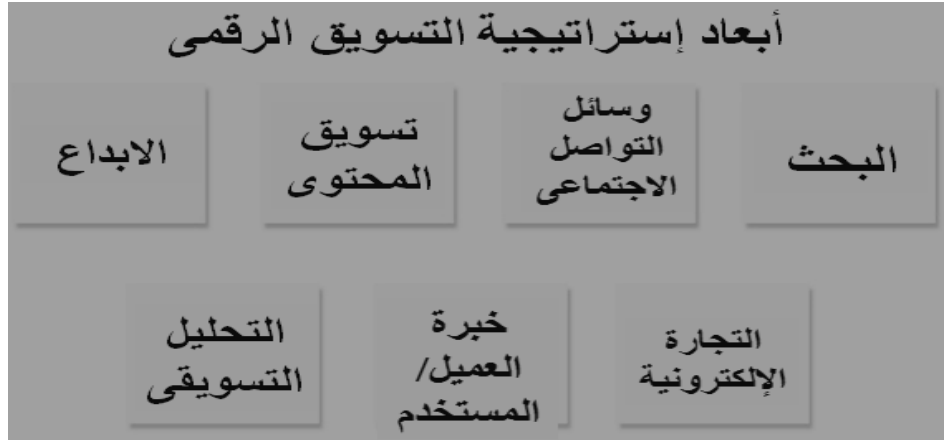 أبعاد إستراتيجية التسويق الرقمى
البحث
وسائل
التواصل
الاجتماعى
تسويق
المحتوى
الابداع
التجارة
الإلكترونية
خبرة
العميل/
المستخدم
التحليل
التسويقى